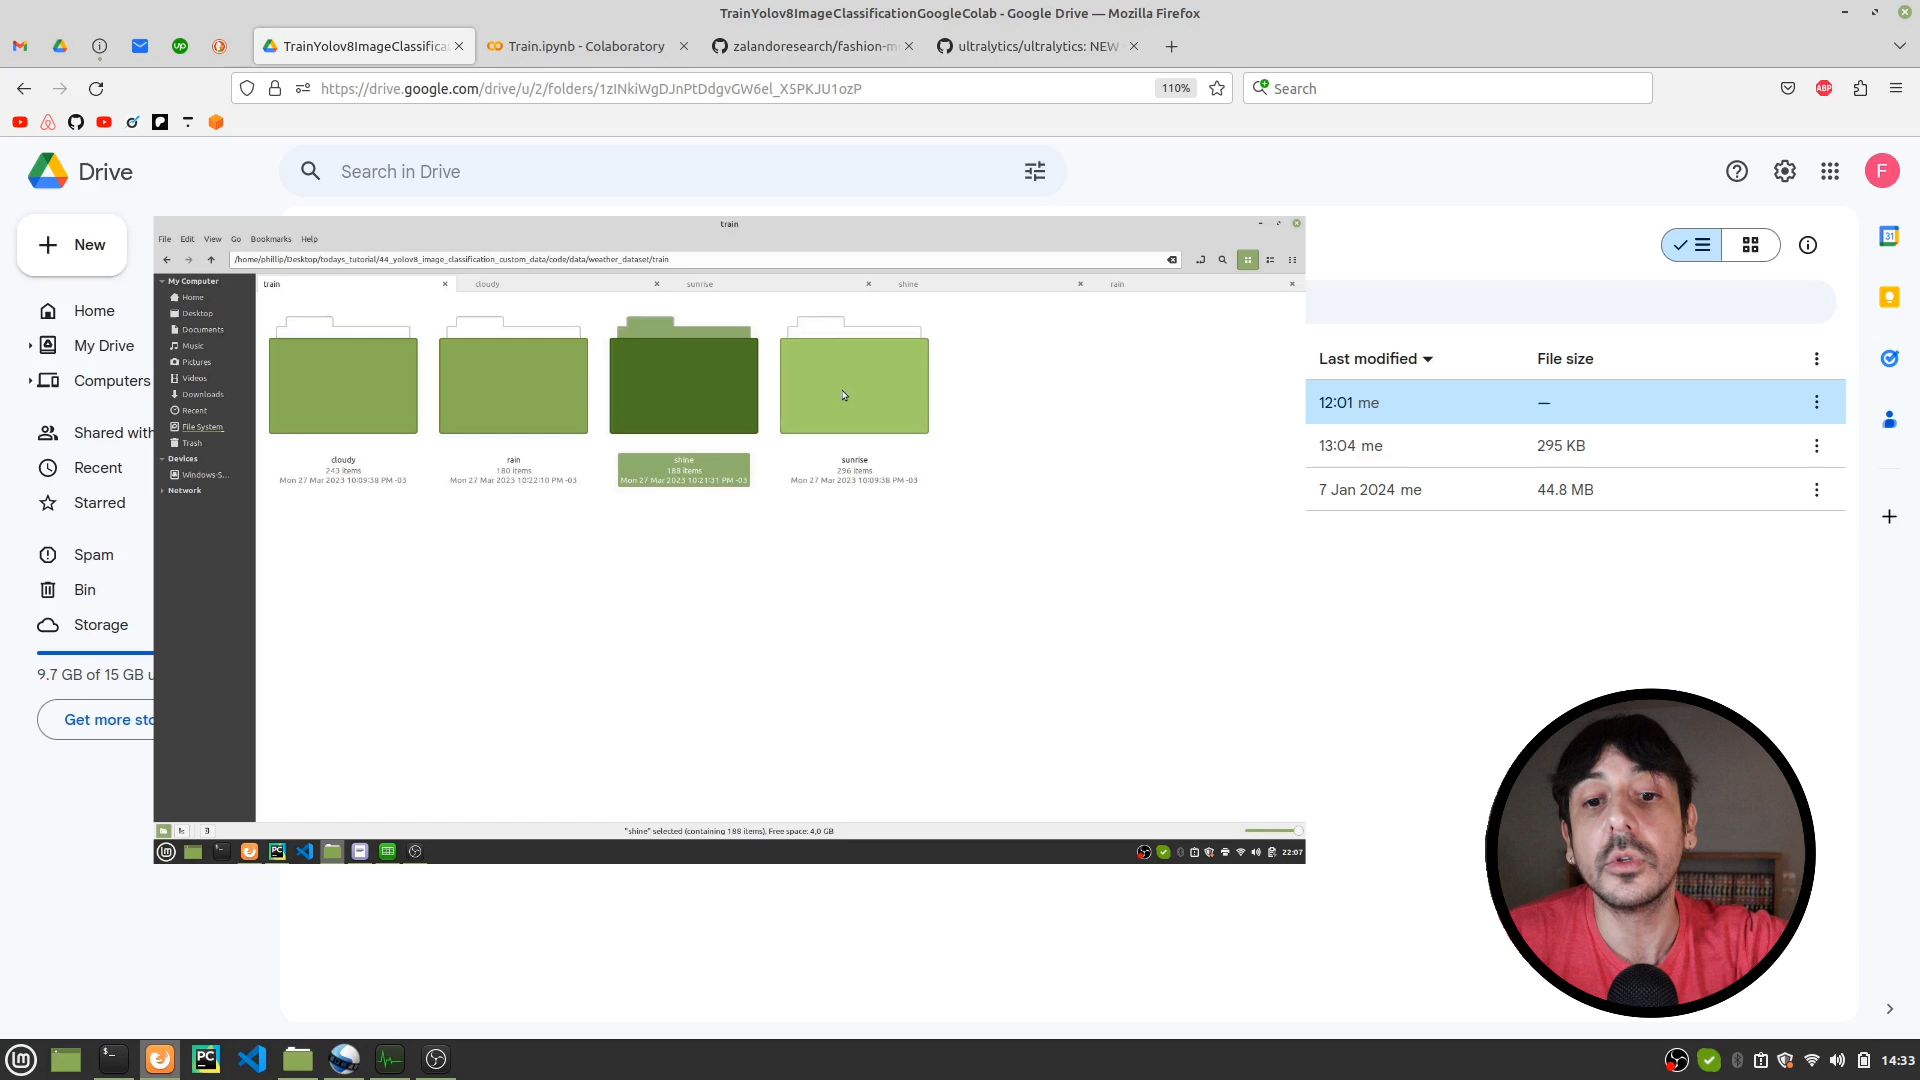 TrainYolov8ImageClassificationGoogleColab - Google Drive — Mozilla Firefox
TrainYolov8ImageClassifica
Train.ipynb - Colaboratory
zalandoresearch/fashion-m
ultralytics/ultralytics: NEW
https://drive.google.com/drive/u/2/folders/1zINkiWgDJnPtDdgvGW6el_X5PKJU1ozP
110%
Search
ABP
Drive
Search in Drive
F
New
Home
My Drive
Computers
Shared with
Recent
Starred
Spam
Bin
Storage
9.7 GB of 15 GB u
Get more sto
train
File Edit View Go Bookmarks Help
/home/phillip/Desktop/todays_tutorial/44_yolov8_image_classification_custom_data/code/data/weather_dataset/train
train cloudy sunrise shine rain
My Computer
Home
Desktop
Documents
Music
Pictures
Videos
Downloads
Recent
File System
Trash
Devices
Windows-S...
Network
cloudy
243 items
Mon 27 Mar 2023 10:09:38 PM -03
rain
180 items
Mon 27 Mar 2023 10:22:10 PM -03
shine
188 items
Mon 27 Mar 2023 10:21:31 PM -03
sunrise
296 items
Mon 27 Mar 2023 10:09:38 PM -03
"shine" selected (containing 188 items), Free space: 4,0 GB
22:07
Last modified File size
12:01 me —
13:04 me 295 KB
7 Jan 2024 me 44.8 MB
31
PC
14:33